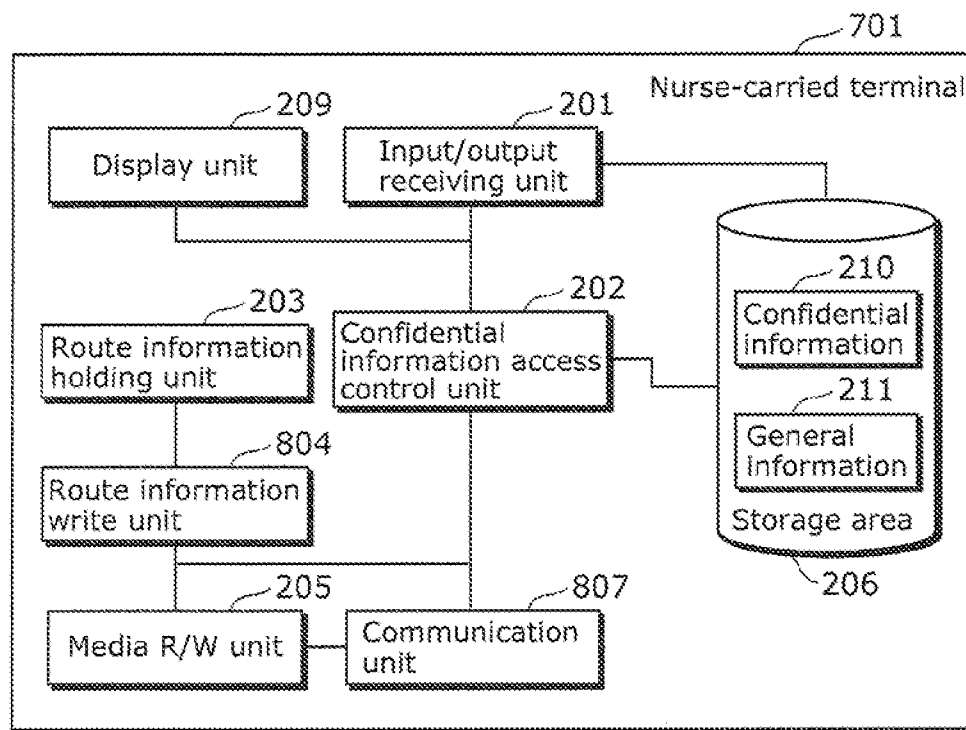 701
Nurse-carried terminal
209
Display unit
201
Input/output
receiving unit
203
Route information
holding unit
202
Confidential
information access
control unit
210
Confidential
information
211
General
information
Storage area
206
804
Route information
write unit
205
Media R/W unit
807
Communication
unit